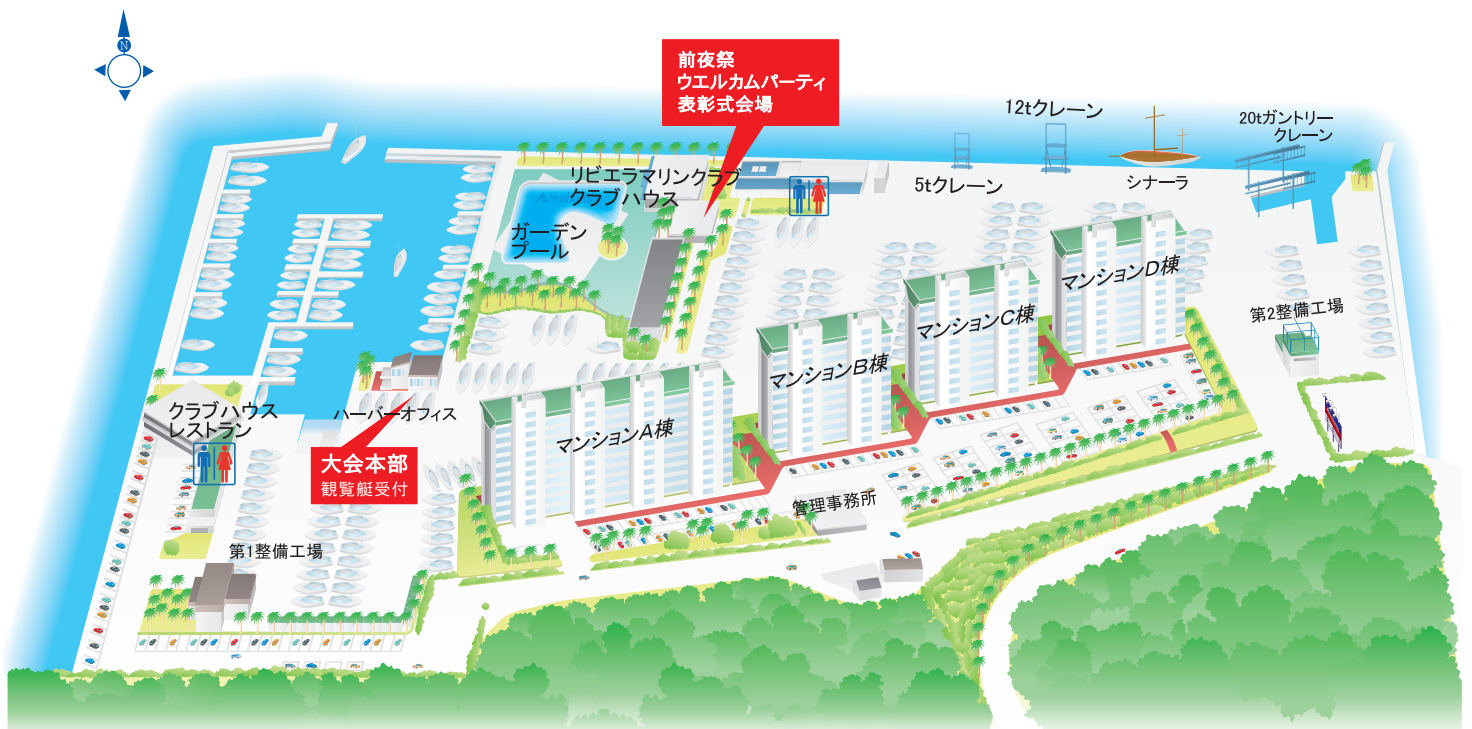 N
前夜祭
ウエルカムパーティ
表彰式会場
12tクレーン
20tガントリー
クレーン
リビエラマリンクラブ
クラブハウス
5tクレーン
シナーラ
ガーデン
プール
マンションD棟
マンションC棟
第2整備工場
マンションB棟
クラブハウス
レストラン
ハーバーオフィス
マンションA棟
大会本部
観覧艇受付
管理事務所
第1整備工場